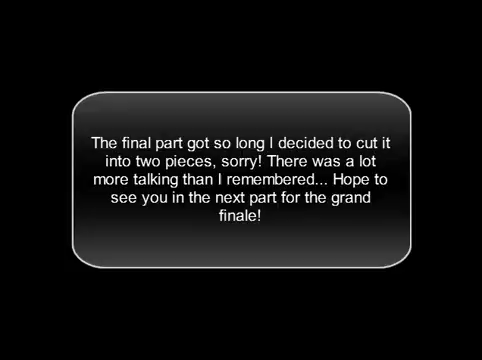 The final part got so long I decided to cut it
into two pieces, sorry! There was a lot
more talking than I remembered... Hope to
see you in the next part for the grand
finale!